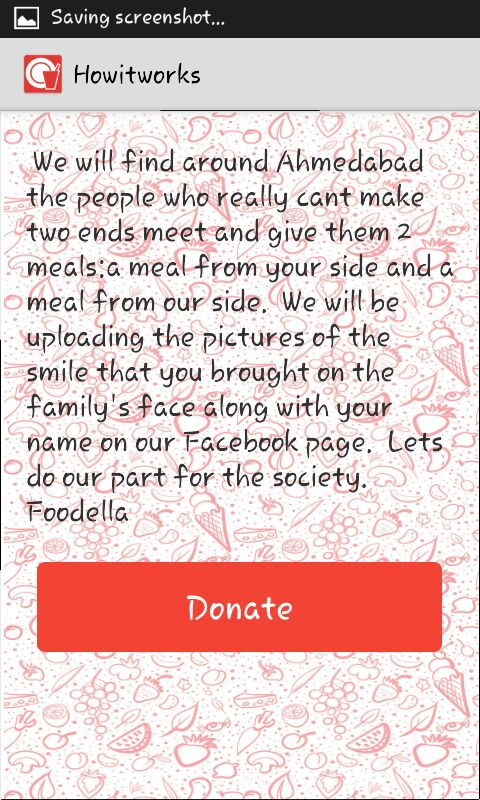 Saving screenshot...
Howitworks
We will find around Ahmedabad
the people who really cant make
two ends meet and give them 2
meals:a meal from your side and a
meal from our side.  We will be
uploading the pictures of the
smile that you brought on the
family's face along with your
name on our Facebook page.  Lets
do our part for the society.
Foodella
Donate